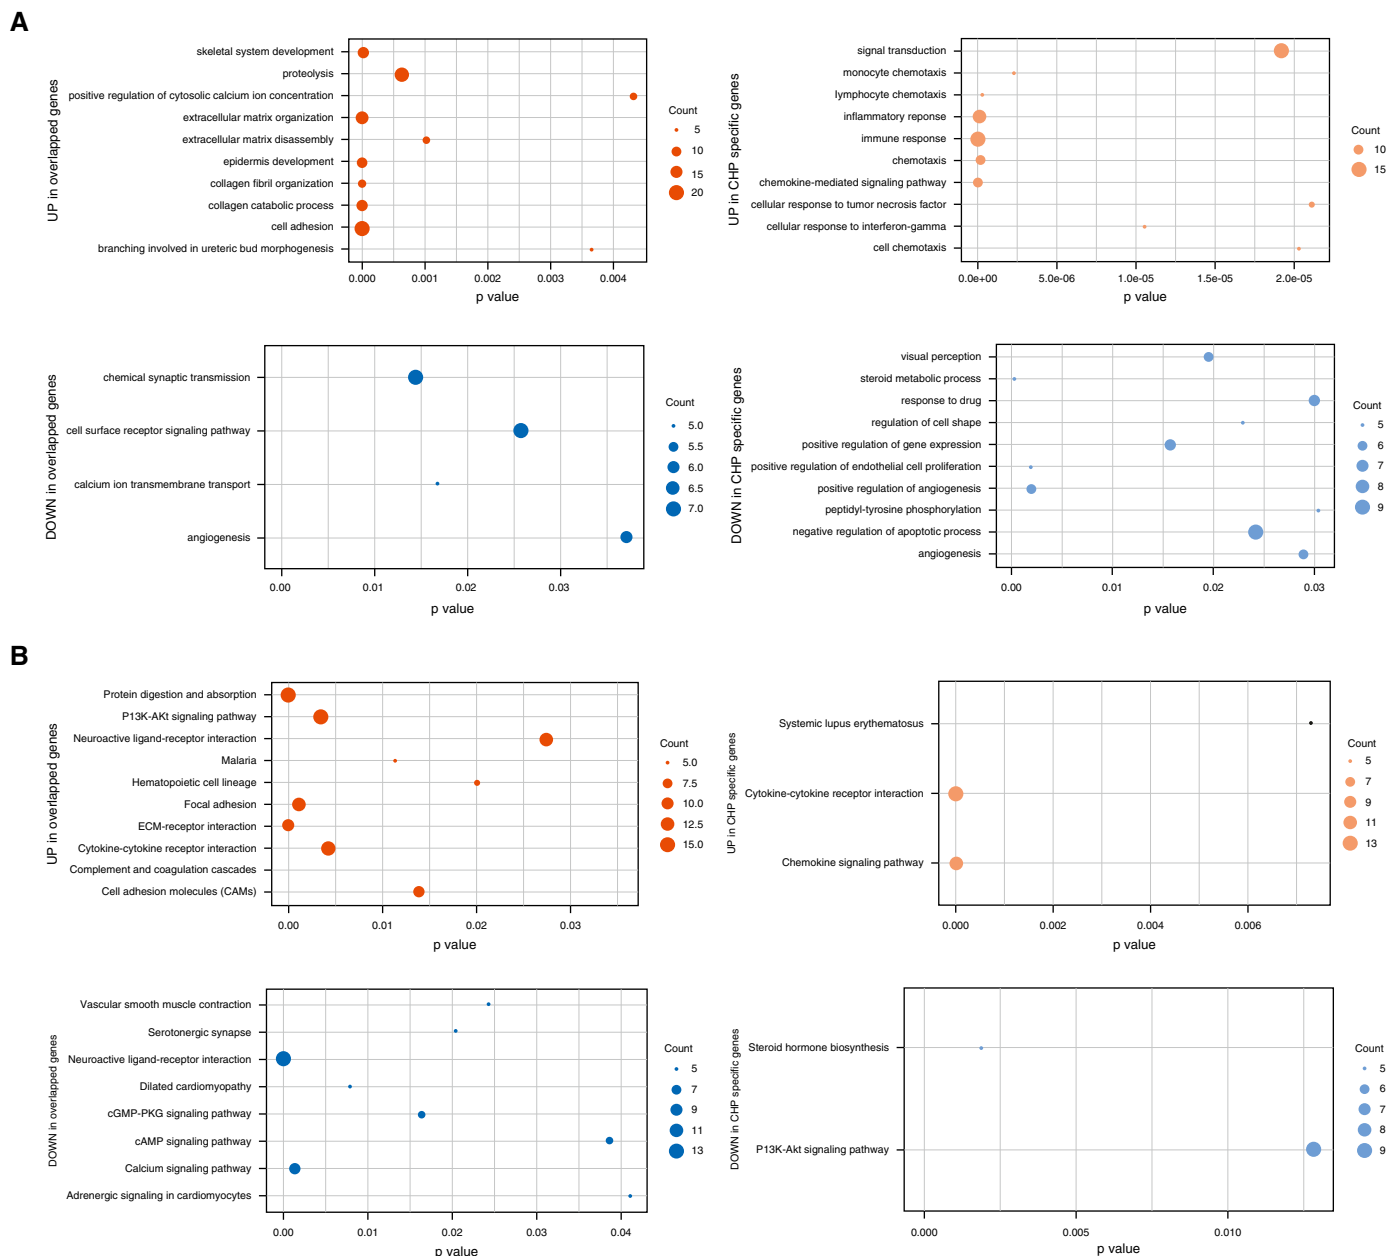 A
UP in overlapped genes
skeletal system development
proteolysis
positive regulation of cytosolic calcium ion concentration
extracellular matrix organization
extracellular matrix disassembly
epidermis development
collagen fibril organization
collagen catabolic process
cell adhesion
branching involved in ureteric bud morphogenesis
0.000 0.001 0.002 0.003 0.004
p value
Count
5
10
15
20
UP in CHP specific genes
signal transduction
monocyte chemotaxis
lymphocyte chemotaxis
inflammatory reponse
immune response
chemotaxis
chemokine-mediated signaling pathway
cellular response to tumor necrosis factor
cellular response to interferon-gamma
cell chemotaxis
0.0e+00 5.0e-06 1.0e-05 1.5e-05 2.0e-05
p value
Count
10
15
DOWN in overlapped genes
chemical synaptic transmission
cell surface receptor signaling pathway
calcium ion transmembrane transport
angiogenesis
0.00 0.01 0.02 0.03
p value
Count
5.0
5.5
6.0
6.5
7.0
DOWN in CHP specific genes
visual perception
steroid metabolic process
response to drug
regulation of cell shape
positive regulation of gene expression
positive regulation of endothelial cell proliferation
positive regulation of angiogenesis
peptidyl-tyrosine phosphorylation
negative regulation of apoptotic process
angiogenesis
0.00 0.01 0.02 0.03
p value
Count
5
6
7
8
9
B
UP in overlapped genes
Protein digestion and absorption
P13K-AKt signaling pathway
Neuroactive ligand-receptor interaction
Malaria
Hematopoietic cell lineage
Focal adhesion
ECM-receptor interaction
Cytokine-cytokine receptor interaction
Complement and coagulation cascades
Cell adhesion molecules (CAMs)
0.00 0.01 0.02 0.03
p value
Count
5.0
7.5
10.0
12.5
15.0
UP in CHP specific genes
Systemic lupus erythematosus
Cytokine-cytokine receptor interaction
Chemokine signaling pathway
0.000 0.002 0.004 0.006
p value
Count
5
7
9
11
13
DOWN in overlapped genes
Vascular smooth muscle contraction
Serotonergic synapse
Neuroactive ligand-receptor interaction
Dilated cardiomyopathy
cGMP-PKG signaling pathway
cAMP signaling pathway
Calcium signaling pathway
Adrenergic signaling in cardiomyocytes
0.00 0.01 0.02 0.03 0.04
p value
Count
5
7
9
11
13
DOWN in CHP specific genes
Steroid hormone biosynthesis
P13K-Akt signaling pathway
0.000 0.005 0.010
p value
Count
5
6
7
8
9